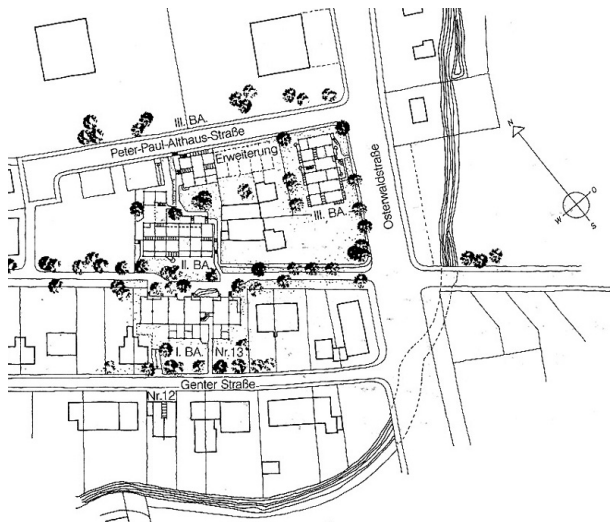 III. BA.
Peter-Paul-Althaus-Straße
Erweiterung
Osterwaldstraße
III. BA.
II. BA.
I. BA.
Nr.13
Genter Straße
Nr.12
N
O
S
W